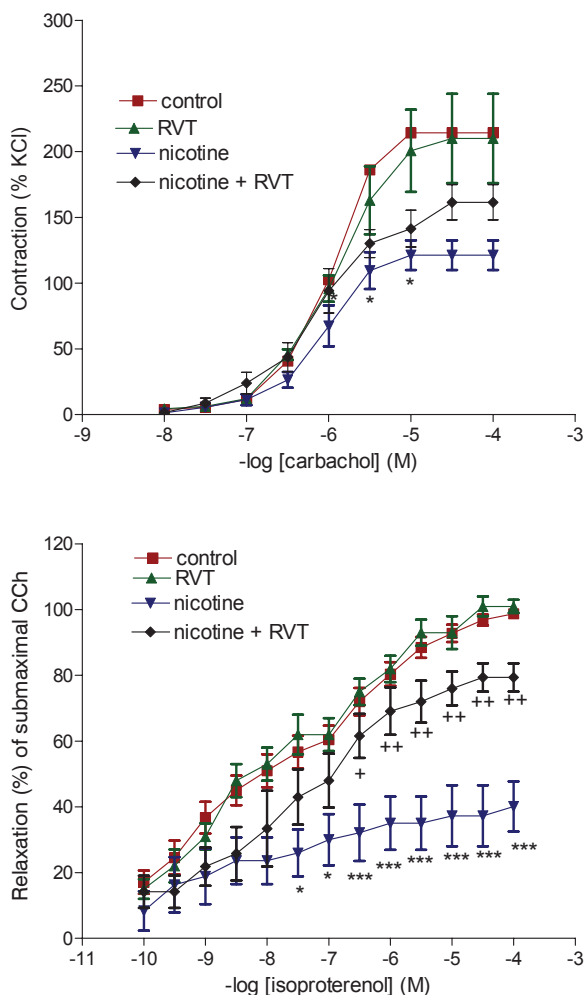 300
250
200
150
100
50
0
Contraction (% KCl)
control
RVT
nicotine
nicotine + RVT
* * *
-9 -8 -7 -6 -5 -4 -3
-log [carbachol] (M)
120
100
80
60
40
20
0
Relaxation (%) of submaximal CCh
control
RVT
nicotine
nicotine + RVT
+ ++ ++ ++ ++ ++
* * *** *** *** *** *** ***
-11 -10 -9 -8 -7 -6 -5 -4 -3
-log [isoproterenol] (M)